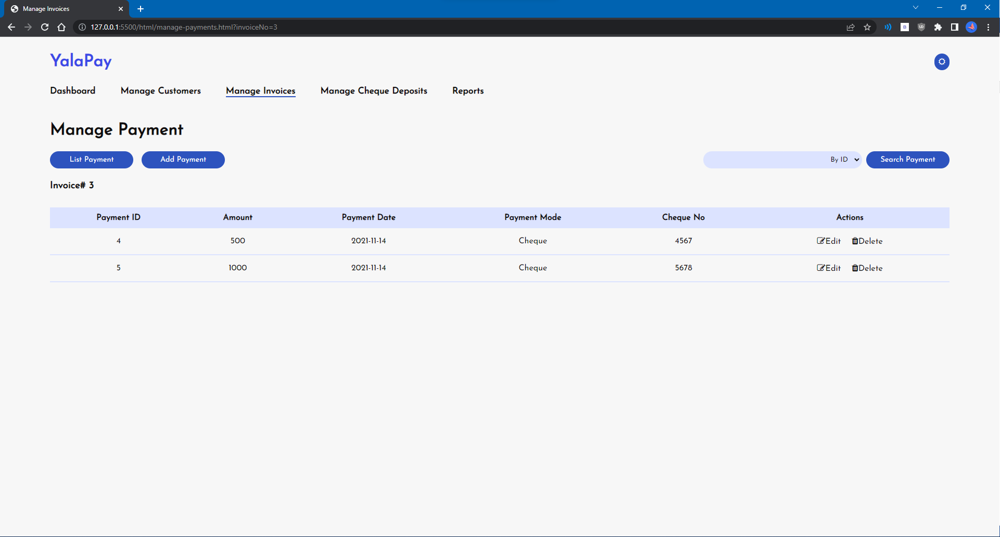 Manage Invoices
127.0.0.1:5500/html/manage-payments.html?invoiceNo=3
YalaPay
Dashboard Manage Customers Manage Invoices Manage Cheque Deposits Reports
Manage Payment
List Payment Add Payment By ID Search Payment
Invoice# 3
Payment ID Amount Payment Date Payment Mode Cheque No Actions
4 500 2021-11-14 Cheque 4567 Edit Delete
5 1000 2021-11-14 Cheque 5678 Edit Delete